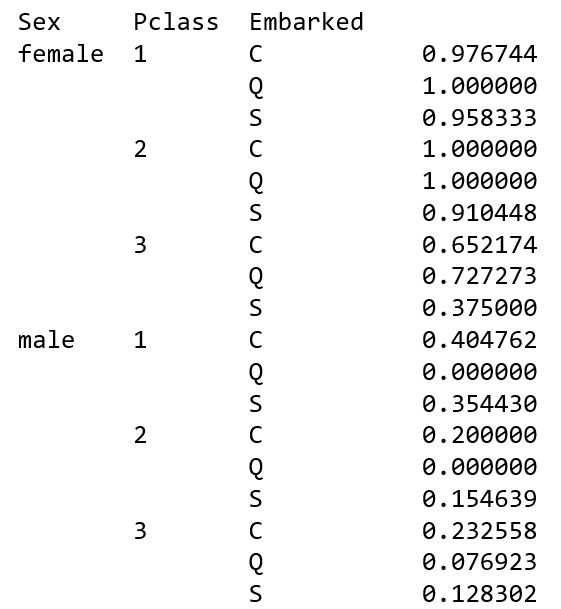 Sex Pclass Embarked
female 1 C 0.976744
Q 1.000000
S 0.958333
2 C 1.000000
Q 1.000000
S 0.910448
3 C 0.652174
Q 0.727273
S 0.375000
male 1 C 0.404762
Q 0.000000
S 0.354430
2 C 0.200000
Q 0.000000
S 0.154639
3 C 0.232558
Q 0.076923
S 0.128302